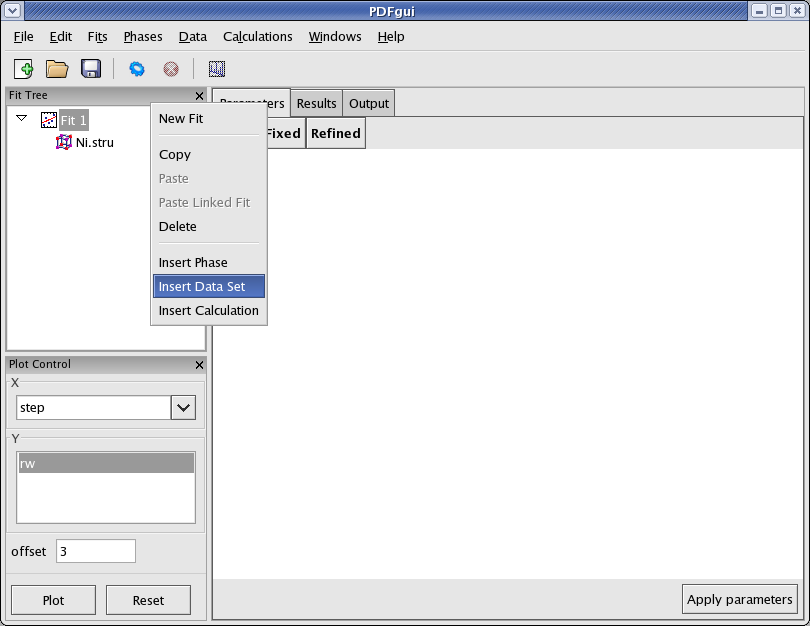 PDFgui
File Edit Fits Phases Data Calculations Windows Help
Fit Tree
Parameters Results Output
Fit 1
Ni.stru
Fixed Refined
New Fit
Copy
Paste
Paste Linked Fit
Delete
Insert Phase
Insert Data Set
Insert Calculation
Plot Control
X
step
Y
rw
offset 3
Plot Reset
Apply parameters